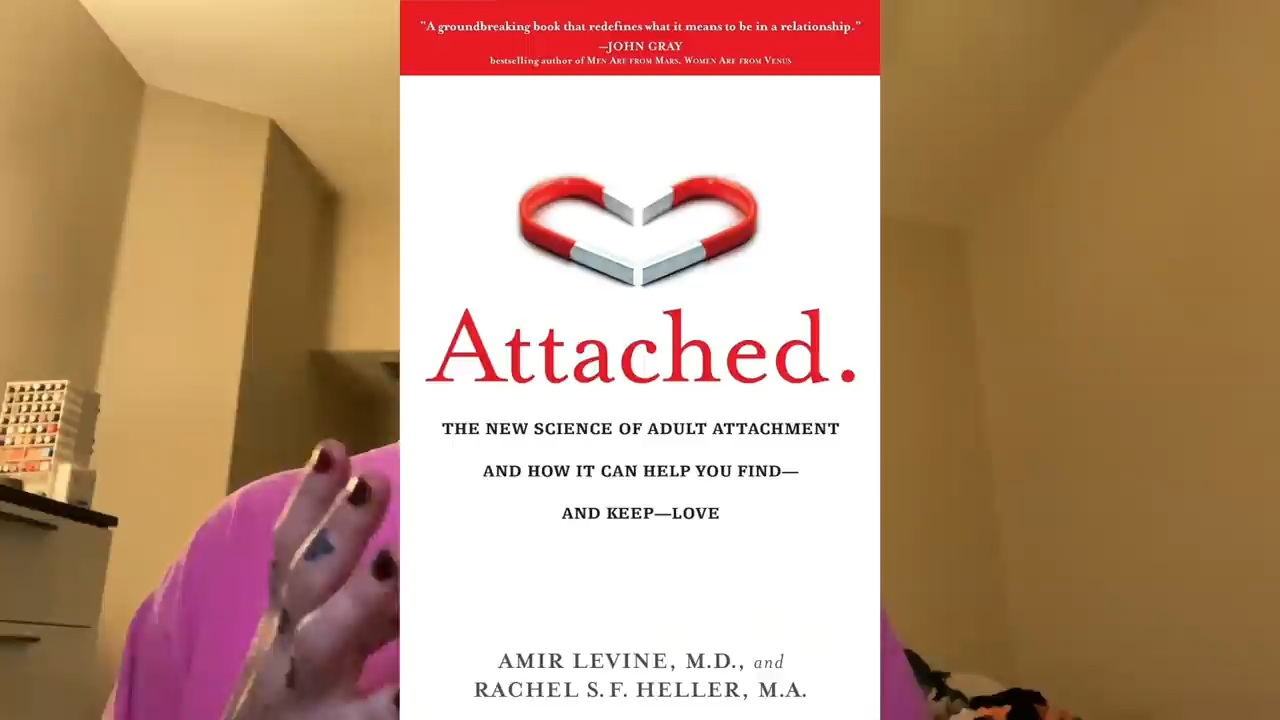 "A groundbreaking book that redefines what it means to be in a relationship."
—JOHN GRAY
bestselling author of MEN ARE FROM MARS, WOMEN ARE FROM VENUS
Attached.
THE NEW SCIENCE OF ADULT ATTACHMENT
AND HOW IT CAN HELP YOU FIND—
AND KEEP—LOVE
AMIR LEVINE, M.D., and
RACHEL S. F. HELLER, M.A.